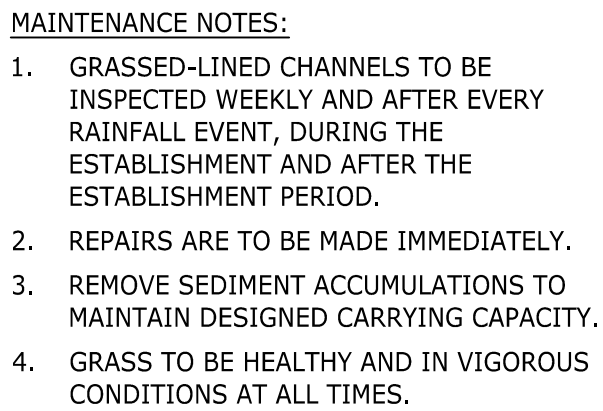 MAINTENANCE NOTES:
1. GRASSED-LINED CHANNELS TO BE
INSPECTED WEEKLY AND AFTER EVERY
RAINFALL EVENT, DURING THE
ESTABLISHMENT AND AFTER THE
ESTABLISHMENT PERIOD.
2. REPAIRS ARE TO BE MADE IMMEDIATELY.
3. REMOVE SEDIMENT ACCUMULATIONS TO
MAINTAIN DESIGNED CARRYING CAPACITY.
4. GRASS TO BE HEALTHY AND IN VIGOROUS
CONDITIONS AT ALL TIMES.